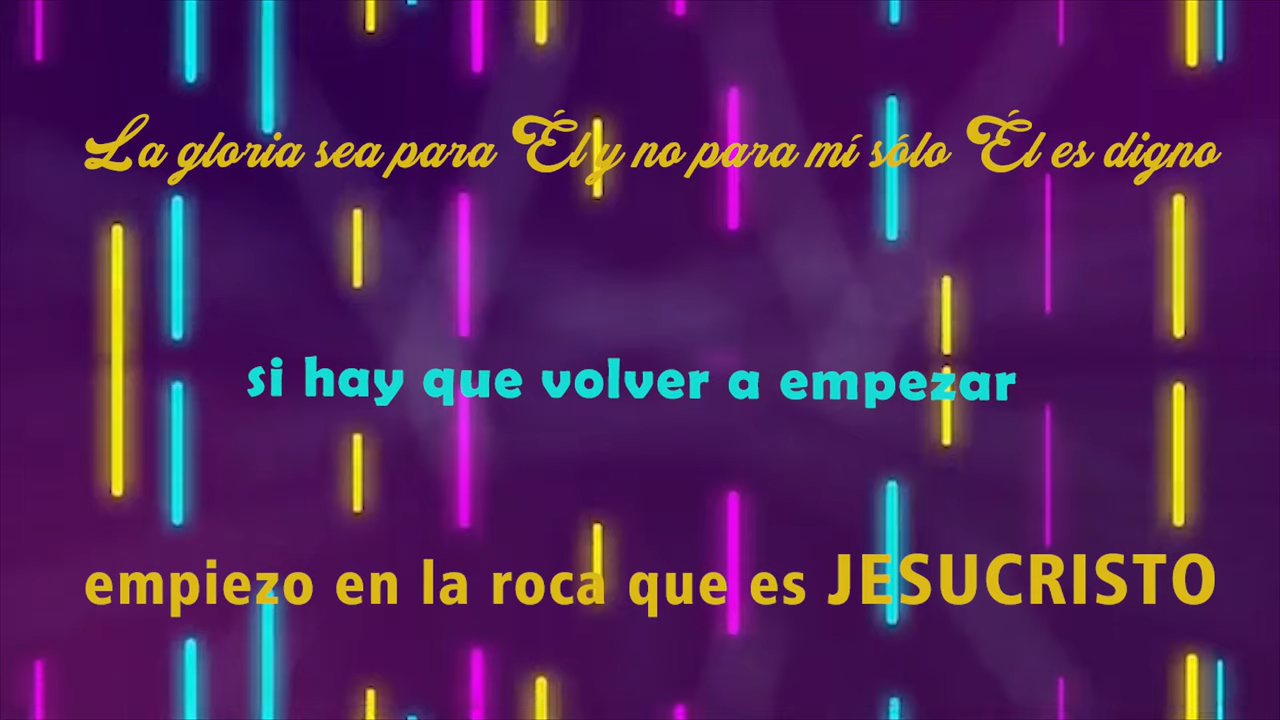 La gloria sea para Él y no para mí sólo Él es digno
si hay que volver a empezar
empiezo en la roca que es JESUCRISTO